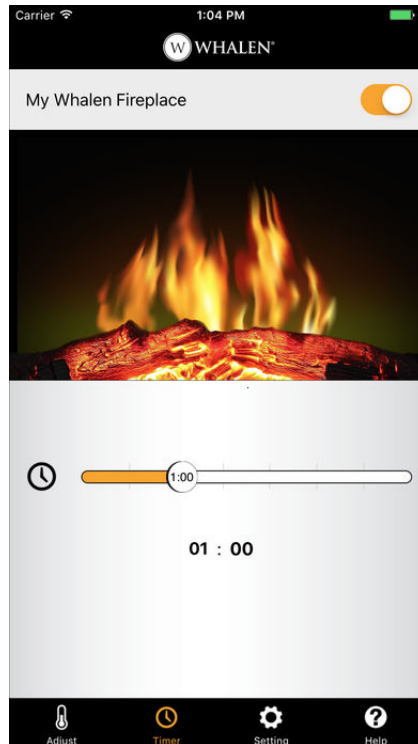 Carrier 1:04 PM
W WHALEN®
My Whalen Fireplace
1:00
01 : 00
Adjust Timer Setting Help